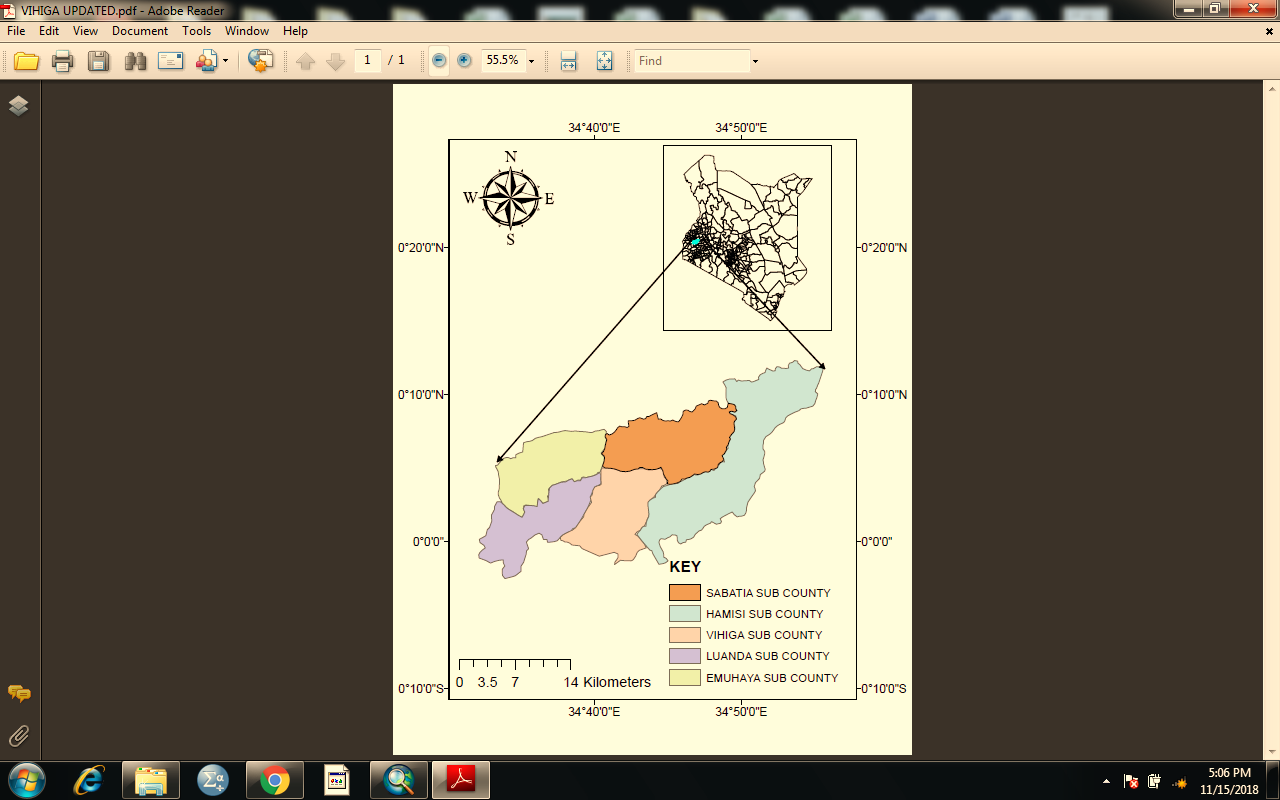 VIHIGA UPDATED.pdf - Adobe Reader
File Edit View Document Tools Window Help
1 / 1 55.5% Find
34°40'0"E 34°50'0"E
N
W E
S
0°20'0"N 0°20'0"N
0°10'0"N 0°10'0"N
0°0'0" 0°0'0"
KEY
SABATIA SUB COUNTY
HAMISI SUB COUNTY
VIHIGA SUB COUNTY
LUANDA SUB COUNTY
EMUHAYA SUB COUNTY
0 3.5 7 14 Kilometers
0°10'0"S 0°10'0"S
34°40'0"E 34°50'0"E
5:06 PM
11/15/2018